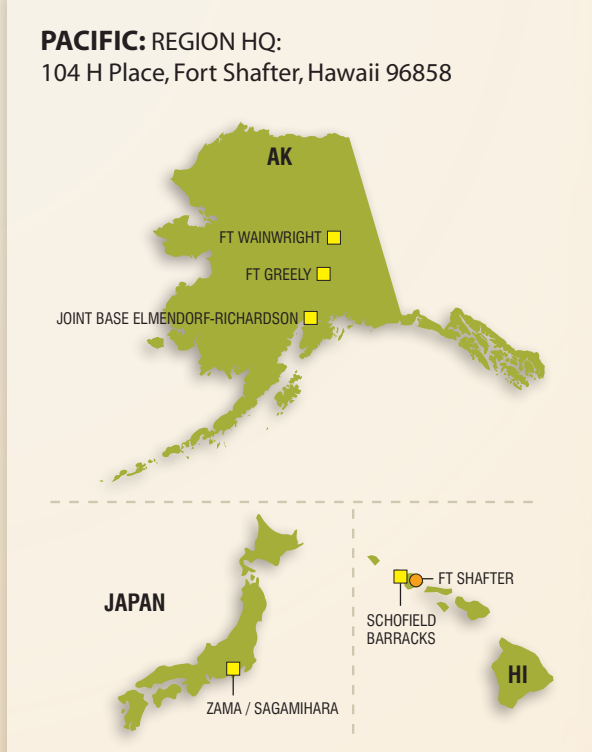 PACIFIC: REGION HQ:
104 H Place, Fort Shafter, Hawaii 96858
AK
FT WAINWRIGHT
FT GREELY
JOINT BASE ELMENDORF-RICHARDSON
JAPAN
ZAMA / SAGAMIHARA
FT SHAFTER
SCHOFIELD
BARRACKS
HI